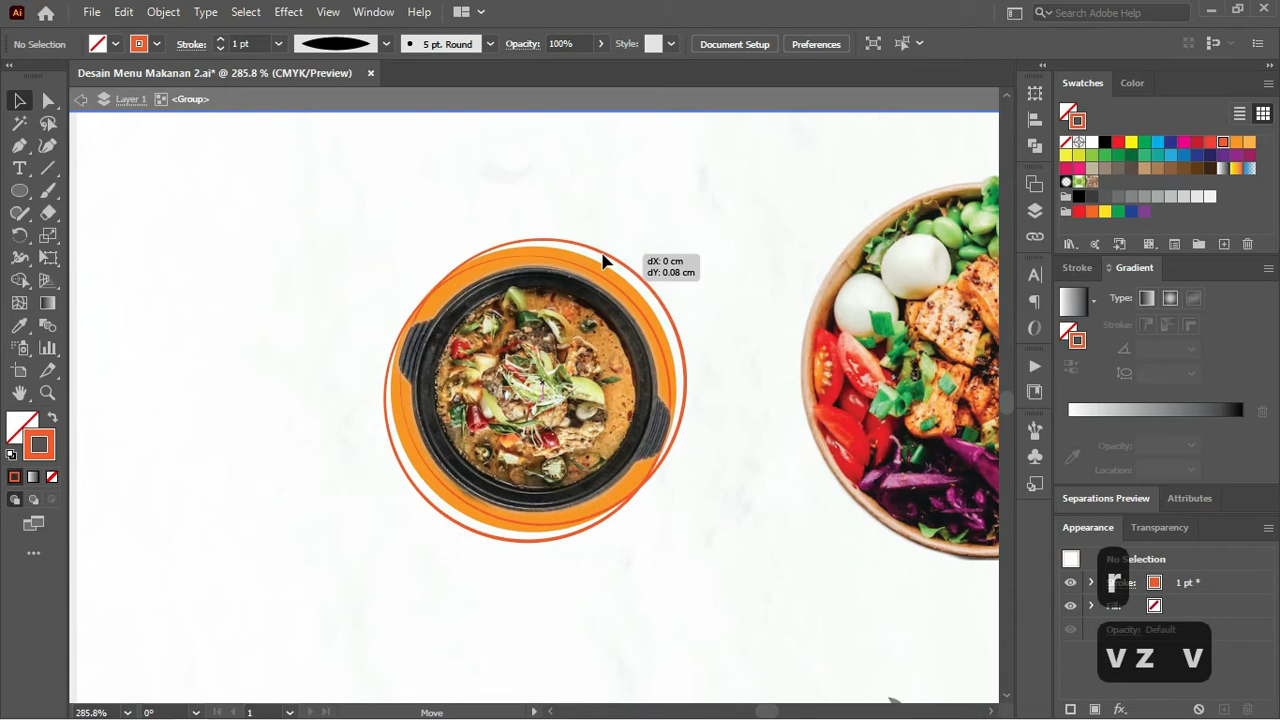 Ai File Edit Object Type Select Effect View Window Help Search Adobe Help
No Selection Stroke: 1 pt 5 pt. Round Opacity: 100% Style: Document Setup Preferences
Desain Menu Makanan 2.ai* @ 285.8 % (CMYK/Preview)
Layer 1 <Group>
Swatches Color
dX: 0 cm
dY: 0.08 cm
Stroke Gradient
Type:
Stroke:
Opacity:
Location:
Separations Preview Attributes
Appearance Transparency
No Selection
Stroke: 1 pt *
Fill:
Opacity: Default
r
v z v
285.8% 0° 1 Move